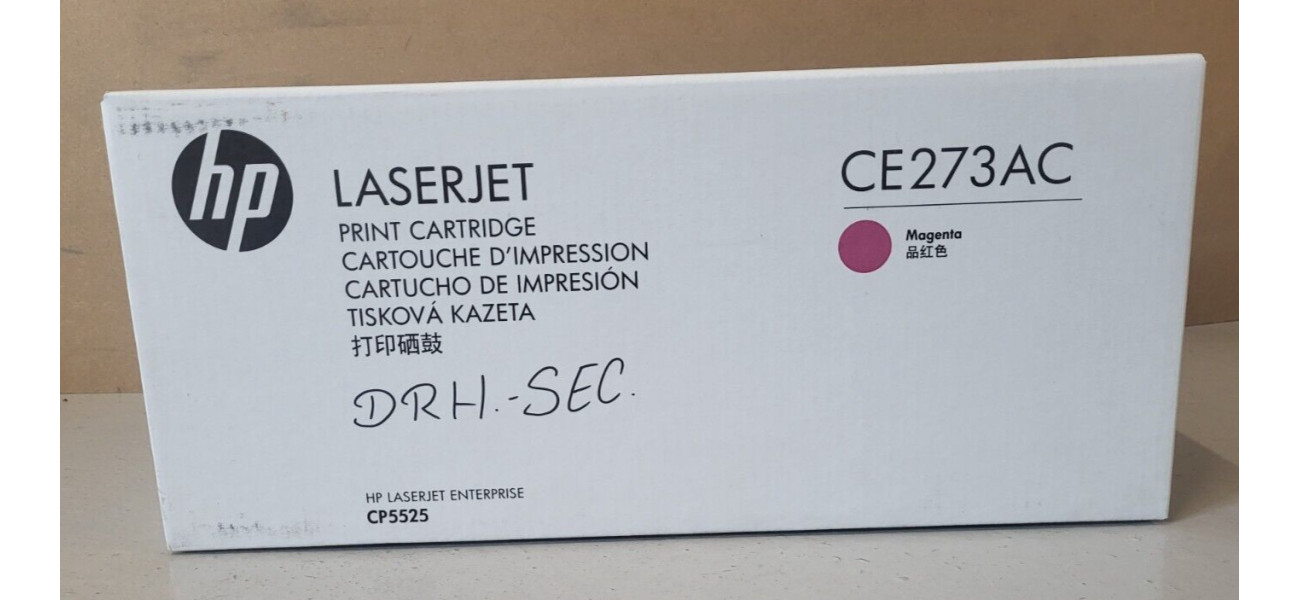 hp
LASERJET
PRINT CARTRIDGE
CARTOUCHE D'IMPRESSION
CARTUCHO DE IMPRESIÓN
TISKOVÁ KAZETA
打印硒鼓
DRH.-SEC.
HP LASERJET ENTERPRISE
CP5525
CE273AC
Magenta
品红色